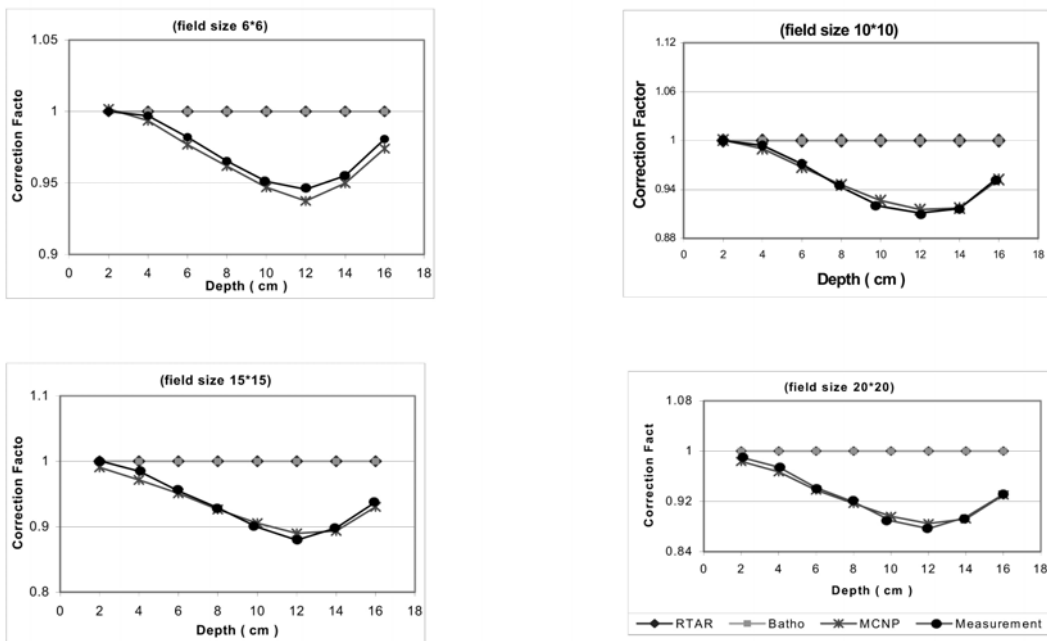 (field size 6*6)
1.05
1
0.95
0.9
0 2 4 6 8 10 12 14 16 18
Correction Facto
Depth ( cm )
(field size 10*10)
1.12
1
0.94
0.88
0 2 4 6 8 10 12 14 16 18
Correction Factor
Depth ( cm )
(field size 15*15)
1.1
1
0.9
0.8
0 2 4 6 8 10 12 14 16 18
Correction Facto
Depth ( cm )
(field size 20*20)
1.08
1
0.92
0.84
0 2 4 6 8 10 12 14 16 18
Correction Fact
Depth ( cm )
RTAR Batho MCNP Measurement